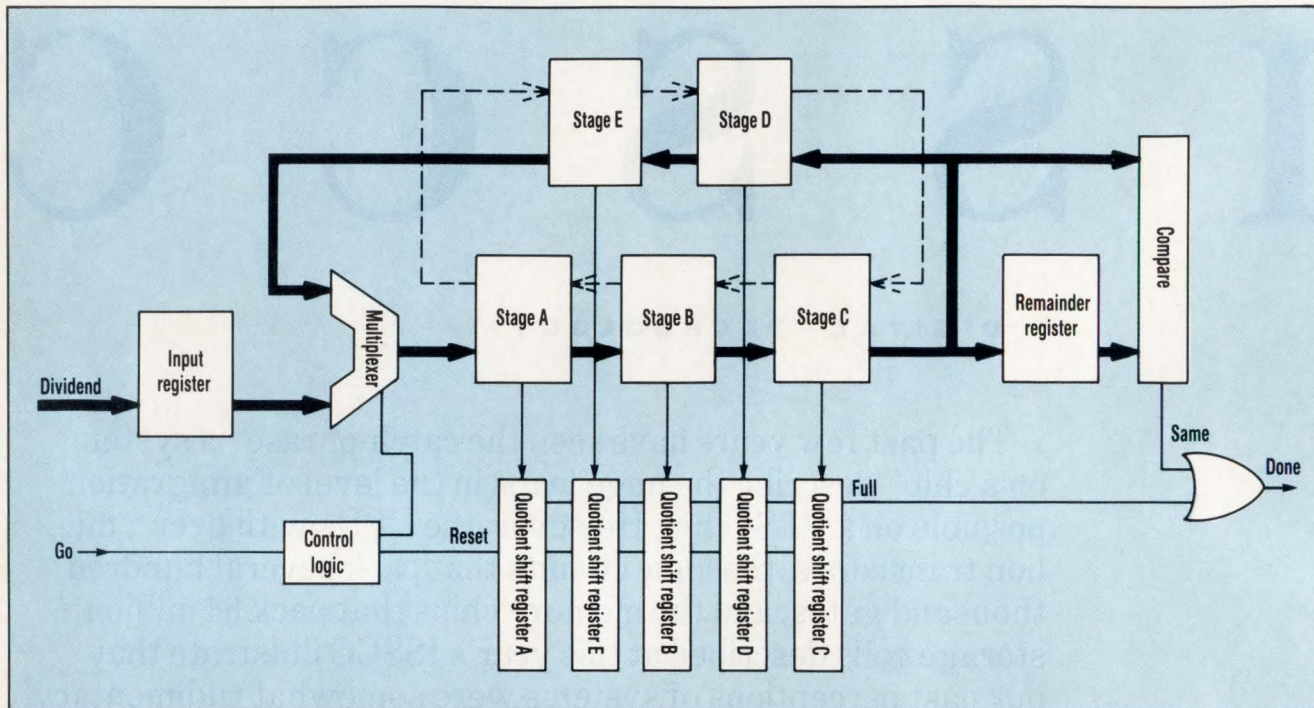 Stage E
Stage D
Stage A
Stage B
Stage C
Compare
Multiplexer
Input
register
Remainder
register
Dividend
Same
Done
Full
Go
Control
logic
Reset
Quotient shift register A
Quotient shift register E
Quotient shift register B
Quotient shift register D
Quotient shift register C